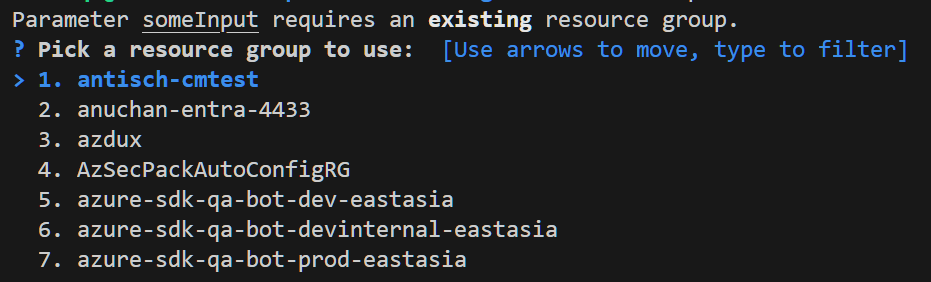 Parameter someInput requires an existing resource group.
? Pick a resource group to use:  [Use arrows to move, type to filter]
> 1. antisch-cmtest
  2. anuchan-entra-4433
  3. azdux
  4. AzSecPackAutoConfigRG
  5. azure-sdk-qa-bot-dev-eastasia
  6. azure-sdk-qa-bot-devinternal-eastasia
  7. azure-sdk-qa-bot-prod-eastasia